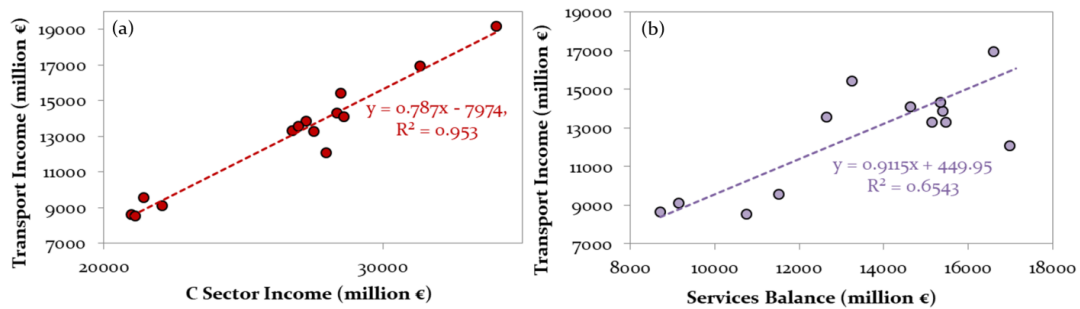 (a)
Transport Income (million €)
19000
17000
15000
13000
11000
9000
7000
y = 0.787x - 7974,
R² = 0.953
20000 30000
C Sector Income (million €)
(b)
Transport Income (million €)
19000
17000
15000
13000
11000
9000
7000
y = 0.9115x + 449.95
R² = 0.6543
8000 10000 12000 14000 16000 18000
Services Balance (million €)